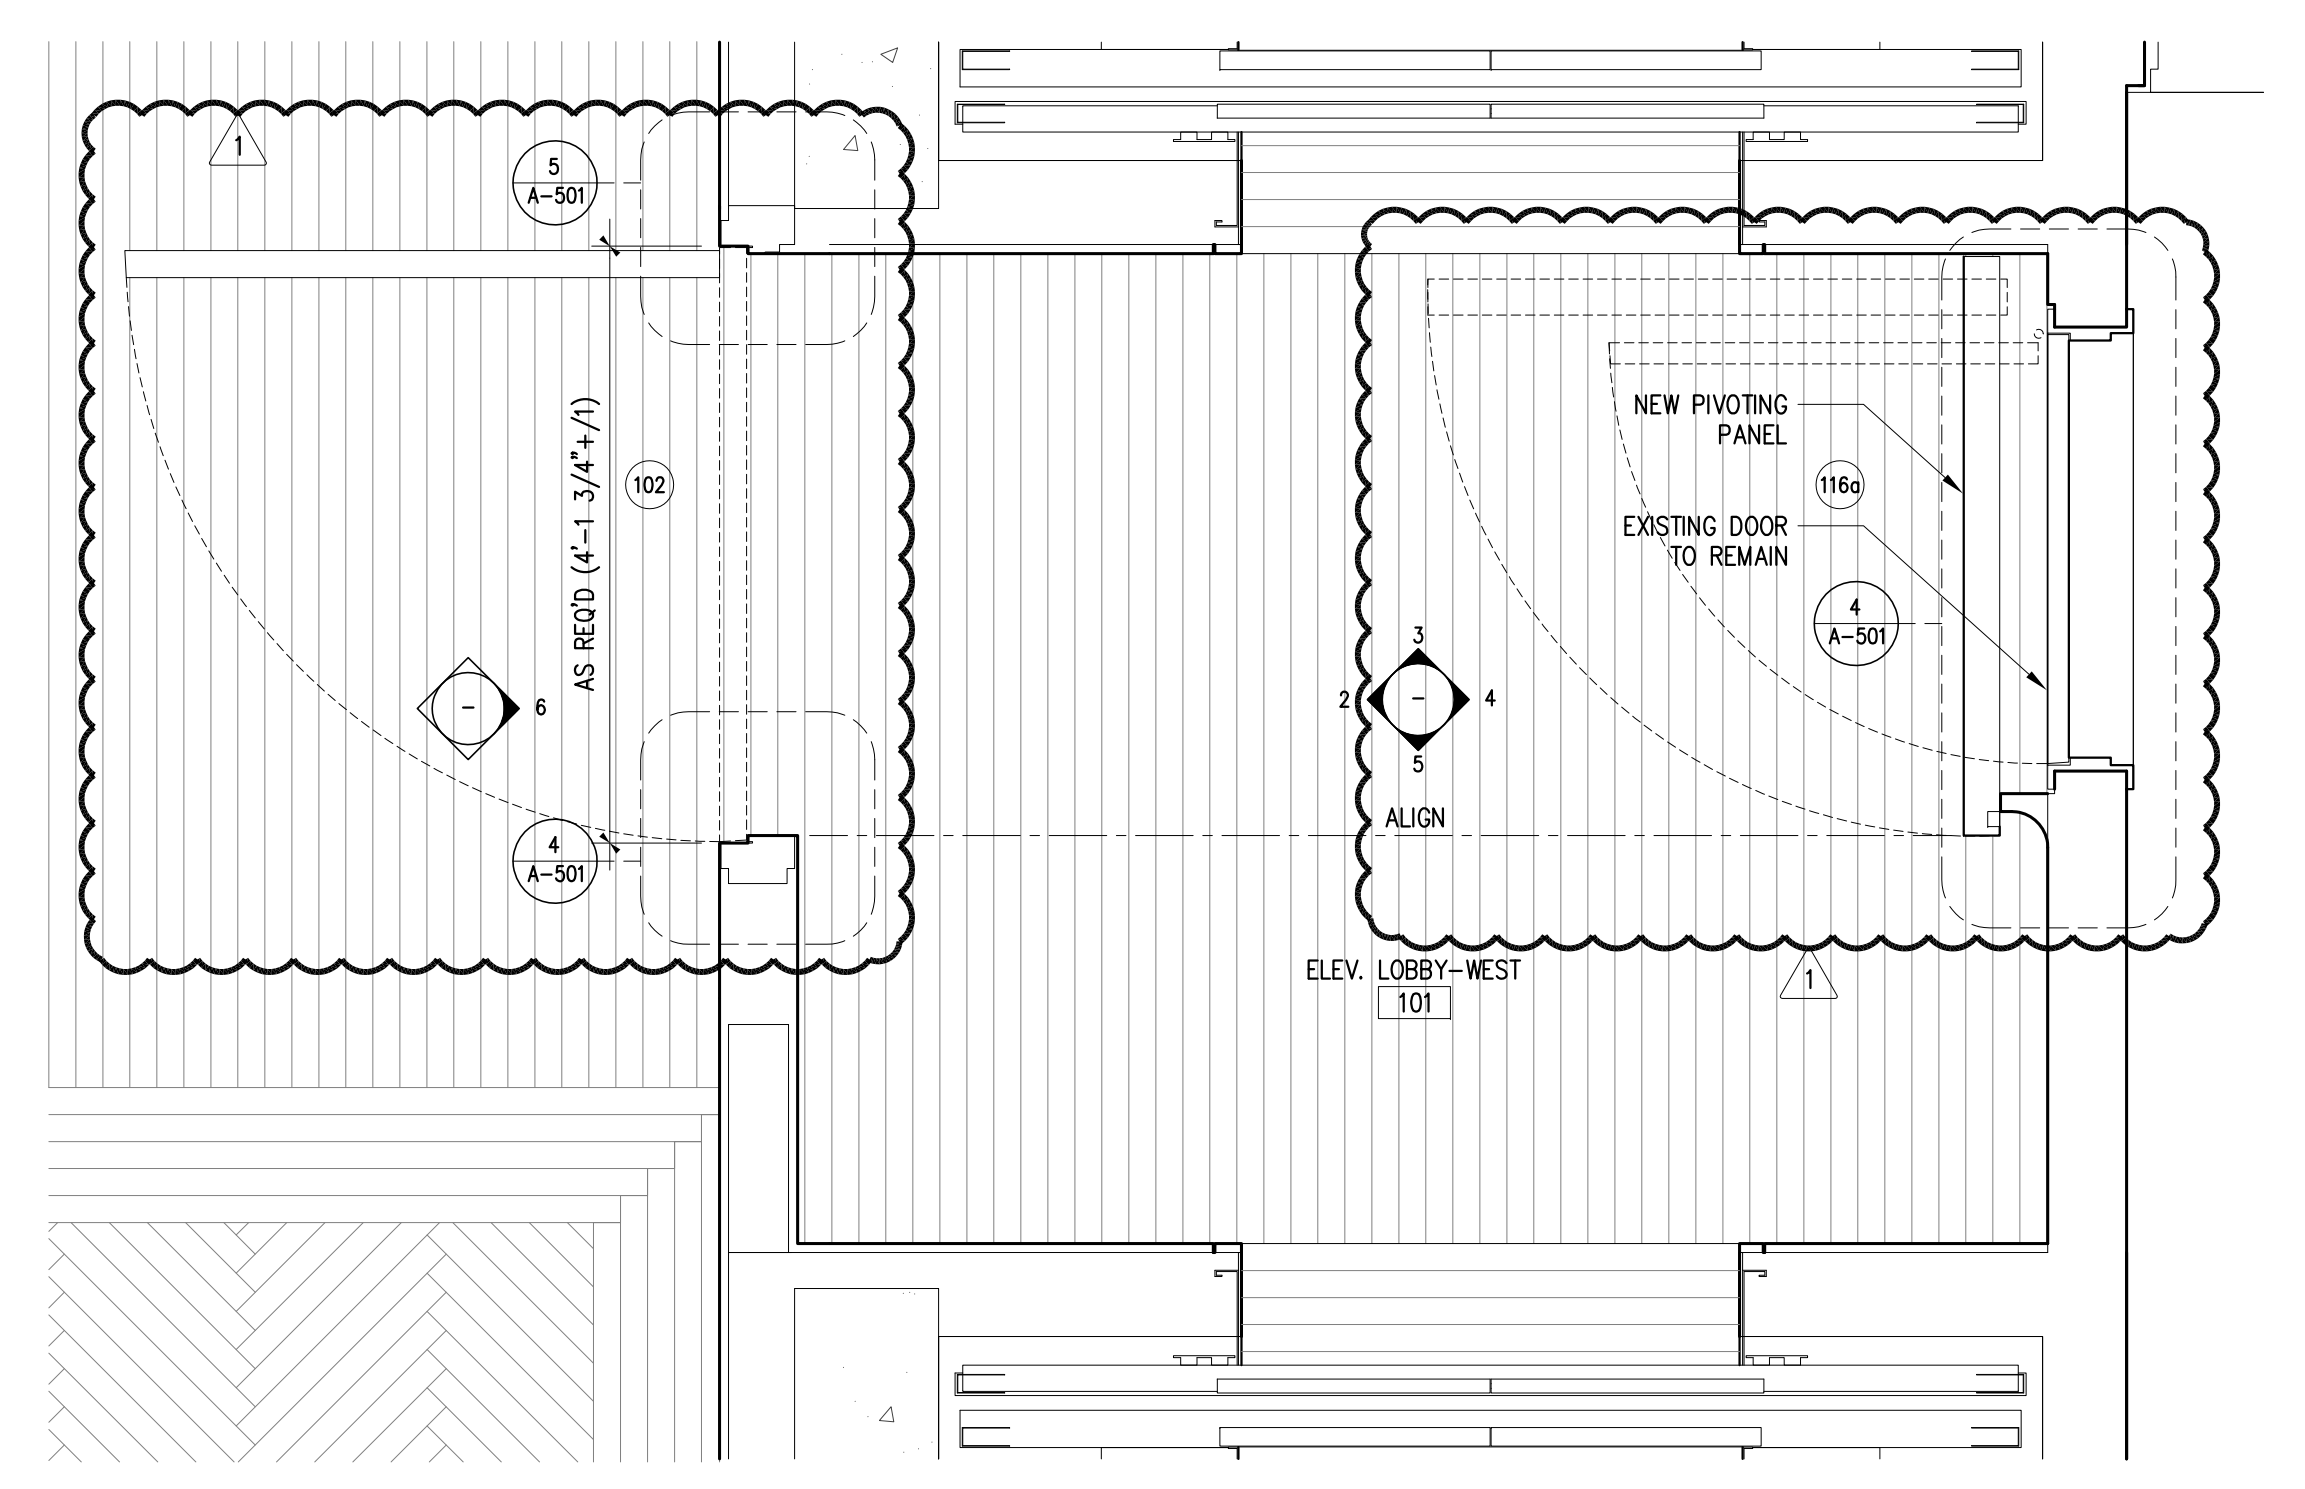 1
5
A-501
AS REQ'D (4'-1 3/4"+/1)
102
6
4
A-501
NEW PIVOTING
PANEL
116a
EXISTING DOOR
TO REMAIN
4
A-501
3
2
-
4
5
-
ALIGN
ELEV. LOBBY-WEST
101
1